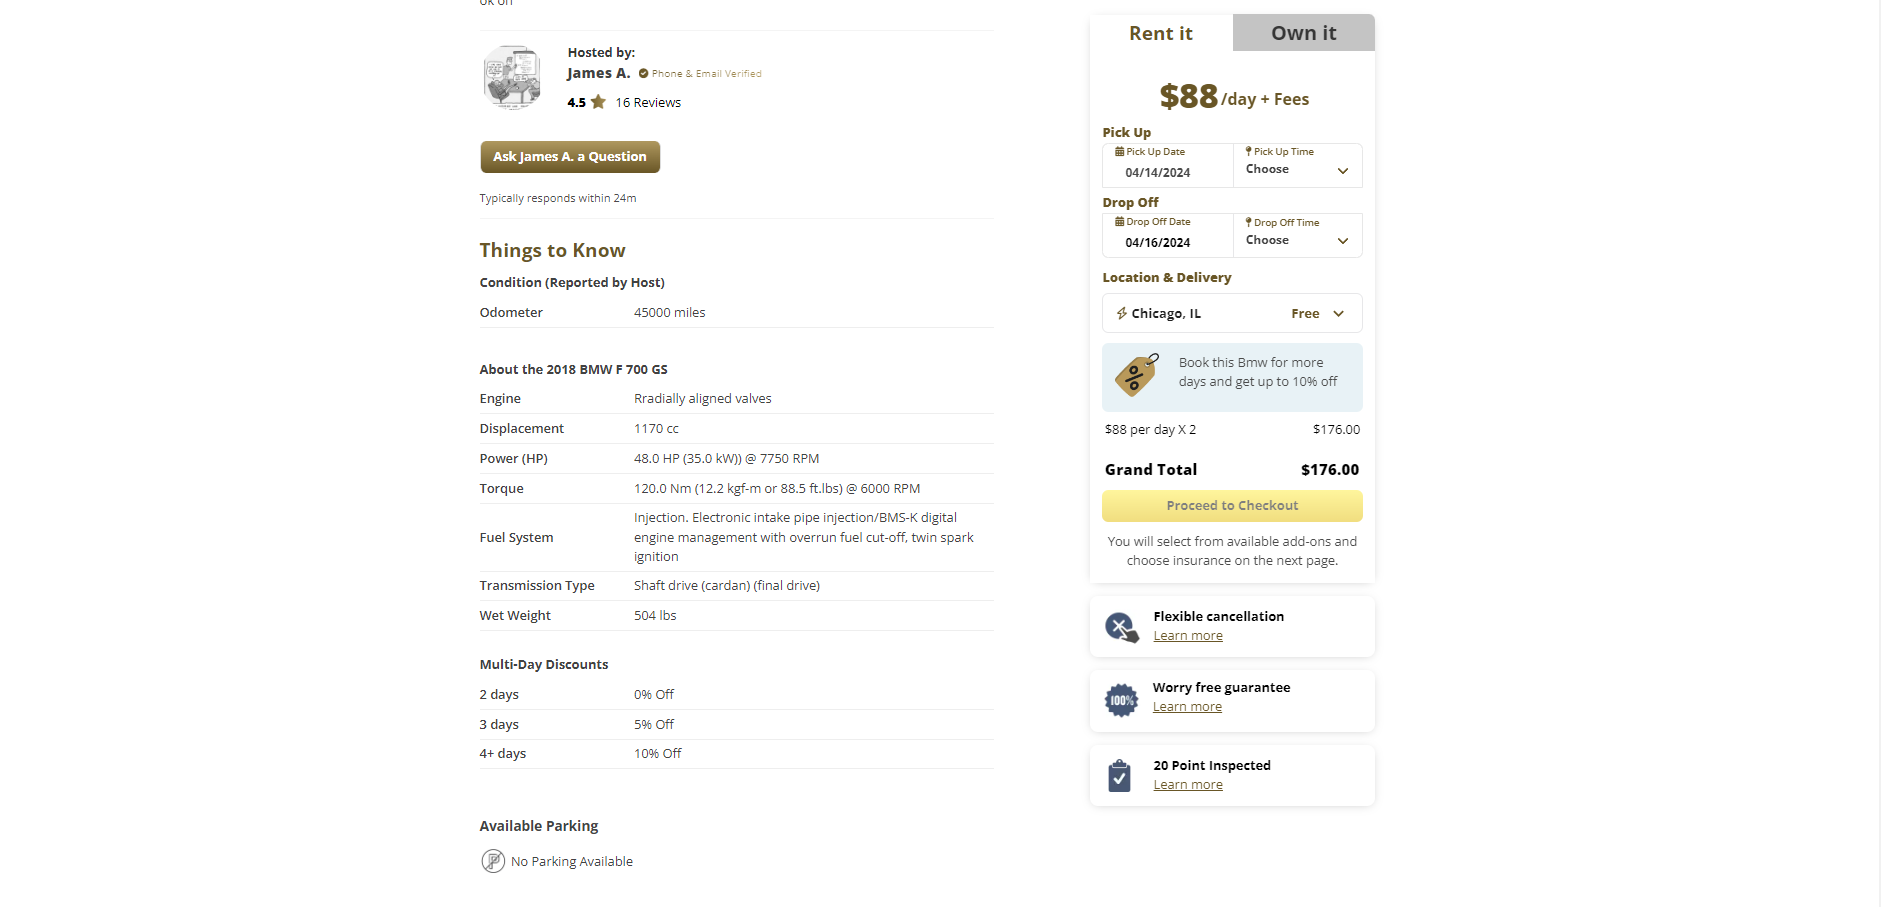 Hosted by:
James A. Phone & Email Verified
4.5 16 Reviews
Ask James A. a Question
Typically responds within 24m
Things to Know
Condition (Reported by Host)
Odometer 45000 miles
About the 2018 BMW F 700 GS
Engine Rradially aligned valves
Displacement 1170 cc
Power (HP) 48.0 HP (35.0 kW)) @ 7750 RPM
Torque 120.0 Nm (12.2 kgf-m or 88.5 ft.lbs) @ 6000 RPM
Fuel System Injection. Electronic intake pipe injection/BMS-K digital
engine management with overrun fuel cut-off, twin spark
ignition
Transmission Type Shaft drive (cardan) (final drive)
Wet Weight 504 lbs
Multi-Day Discounts
2 days 0% Off
3 days 5% Off
4+ days 10% Off
Available Parking
No Parking Available
Rent it Own it
$88/day + Fees
Pick Up
Pick Up Date Pick Up Time
04/14/2024 Choose
Drop Off
Drop Off Date Drop Off Time
04/16/2024 Choose
Location & Delivery
Chicago, IL Free
Book this Bmw for more
days and get up to 10% off
$88 per day X 2 $176.00
Grand Total $176.00
Proceed to Checkout
You will select from available add-ons and
choose insurance on the next page.
Flexible cancellation
Learn more
100%
Worry free guarantee
Learn more
20 Point Inspected
Learn more